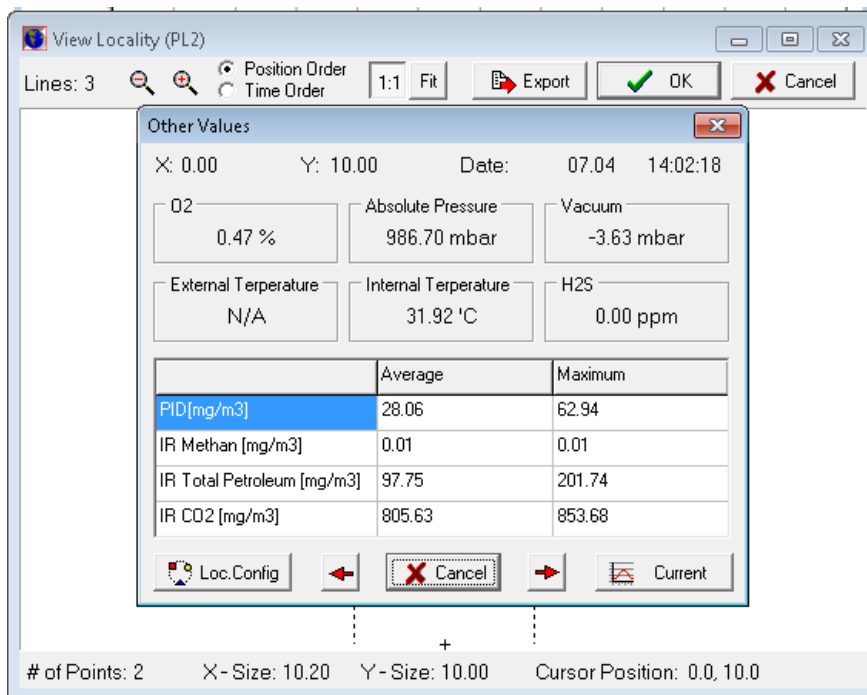 View Locality (PL2)
Lines: 3
Position Order
Time Order
1:1
Fit
Export
OK
Cancel
Other Values
X: 0.00 Y: 10.00 Date: 07.04 14:02:18
O2 Absolute Pressure Vacuum
0.47 % 986.70 mbar -3.63 mbar
External Terperature Internal Terperature H2S
N/A 31.92 'C 0.00 ppm
Average Maximum
PID[mg/m3] 28.06 62.94
IR Methan [mg/m3] 0.01 0.01
IR Total Petroleum [mg/m3] 97.75 201.74
IR CO2 [mg/m3] 805.63 853.68
Loc.Config Cancel Current
# of Points: 2 X - Size: 10.20 Y - Size: 10.00 Cursor Position: 0.0, 10.0